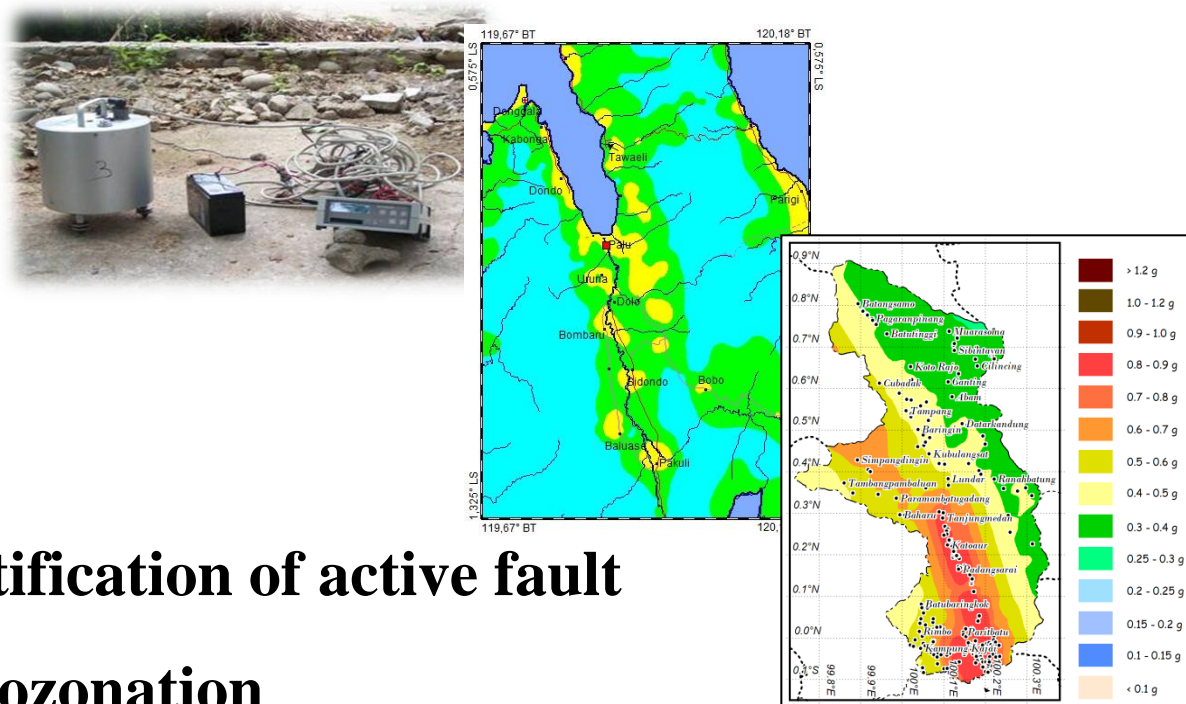 3
119,67° BT
120,18° BT
0,575° LS
0,575° LS
Donggala
Kabonga
Tawaeli
Dondo
Parigi
Palu
Dolo
Bombaru
Sidondo
Bobo
Baluase
Pakuli
1,325° LS
119,67° BT
120,
0.9°N
0.8°N
0.7°N
0.6°N
0.5°N
0.4°N
0.3°N
0.2°N
0.1°N
0.0°N
Batangsamo
Pagaranpinang
Batutinggi
Muarasoma
Sibintayan
Cilincing
Koto Rajo
Ganting
Cubadak
Abam
Tampang
Datarkandung
Baringin
Kubulangsat
Simpangdingin
Lundar
Ranahbatung
Tambangpambaluan
Paramanbatugadang
Baharu
Tanjungmedan
Katoaur
Padangsarai
Batubaringkok
Rimbo
Paritbatu
Kampung Kajai
99.8°E
99.9°E
100°E
100.1°E
100.2°E
100.3°E
> 1.2 g
1.0 - 1.2 g
0.9 - 1.0 g
0.8 - 0.9 g
0.7 - 0.8 g
0.6 - 0.7 g
0.5 - 0.6 g
0.4 - 0.5 g
0.3 - 0.4 g
0.25 - 0.3 g
0.2 - 0.25 g
0.15 - 0.2 g
0.1 - 0.15 g
< 0.1 g
tification of active fault
ozonation